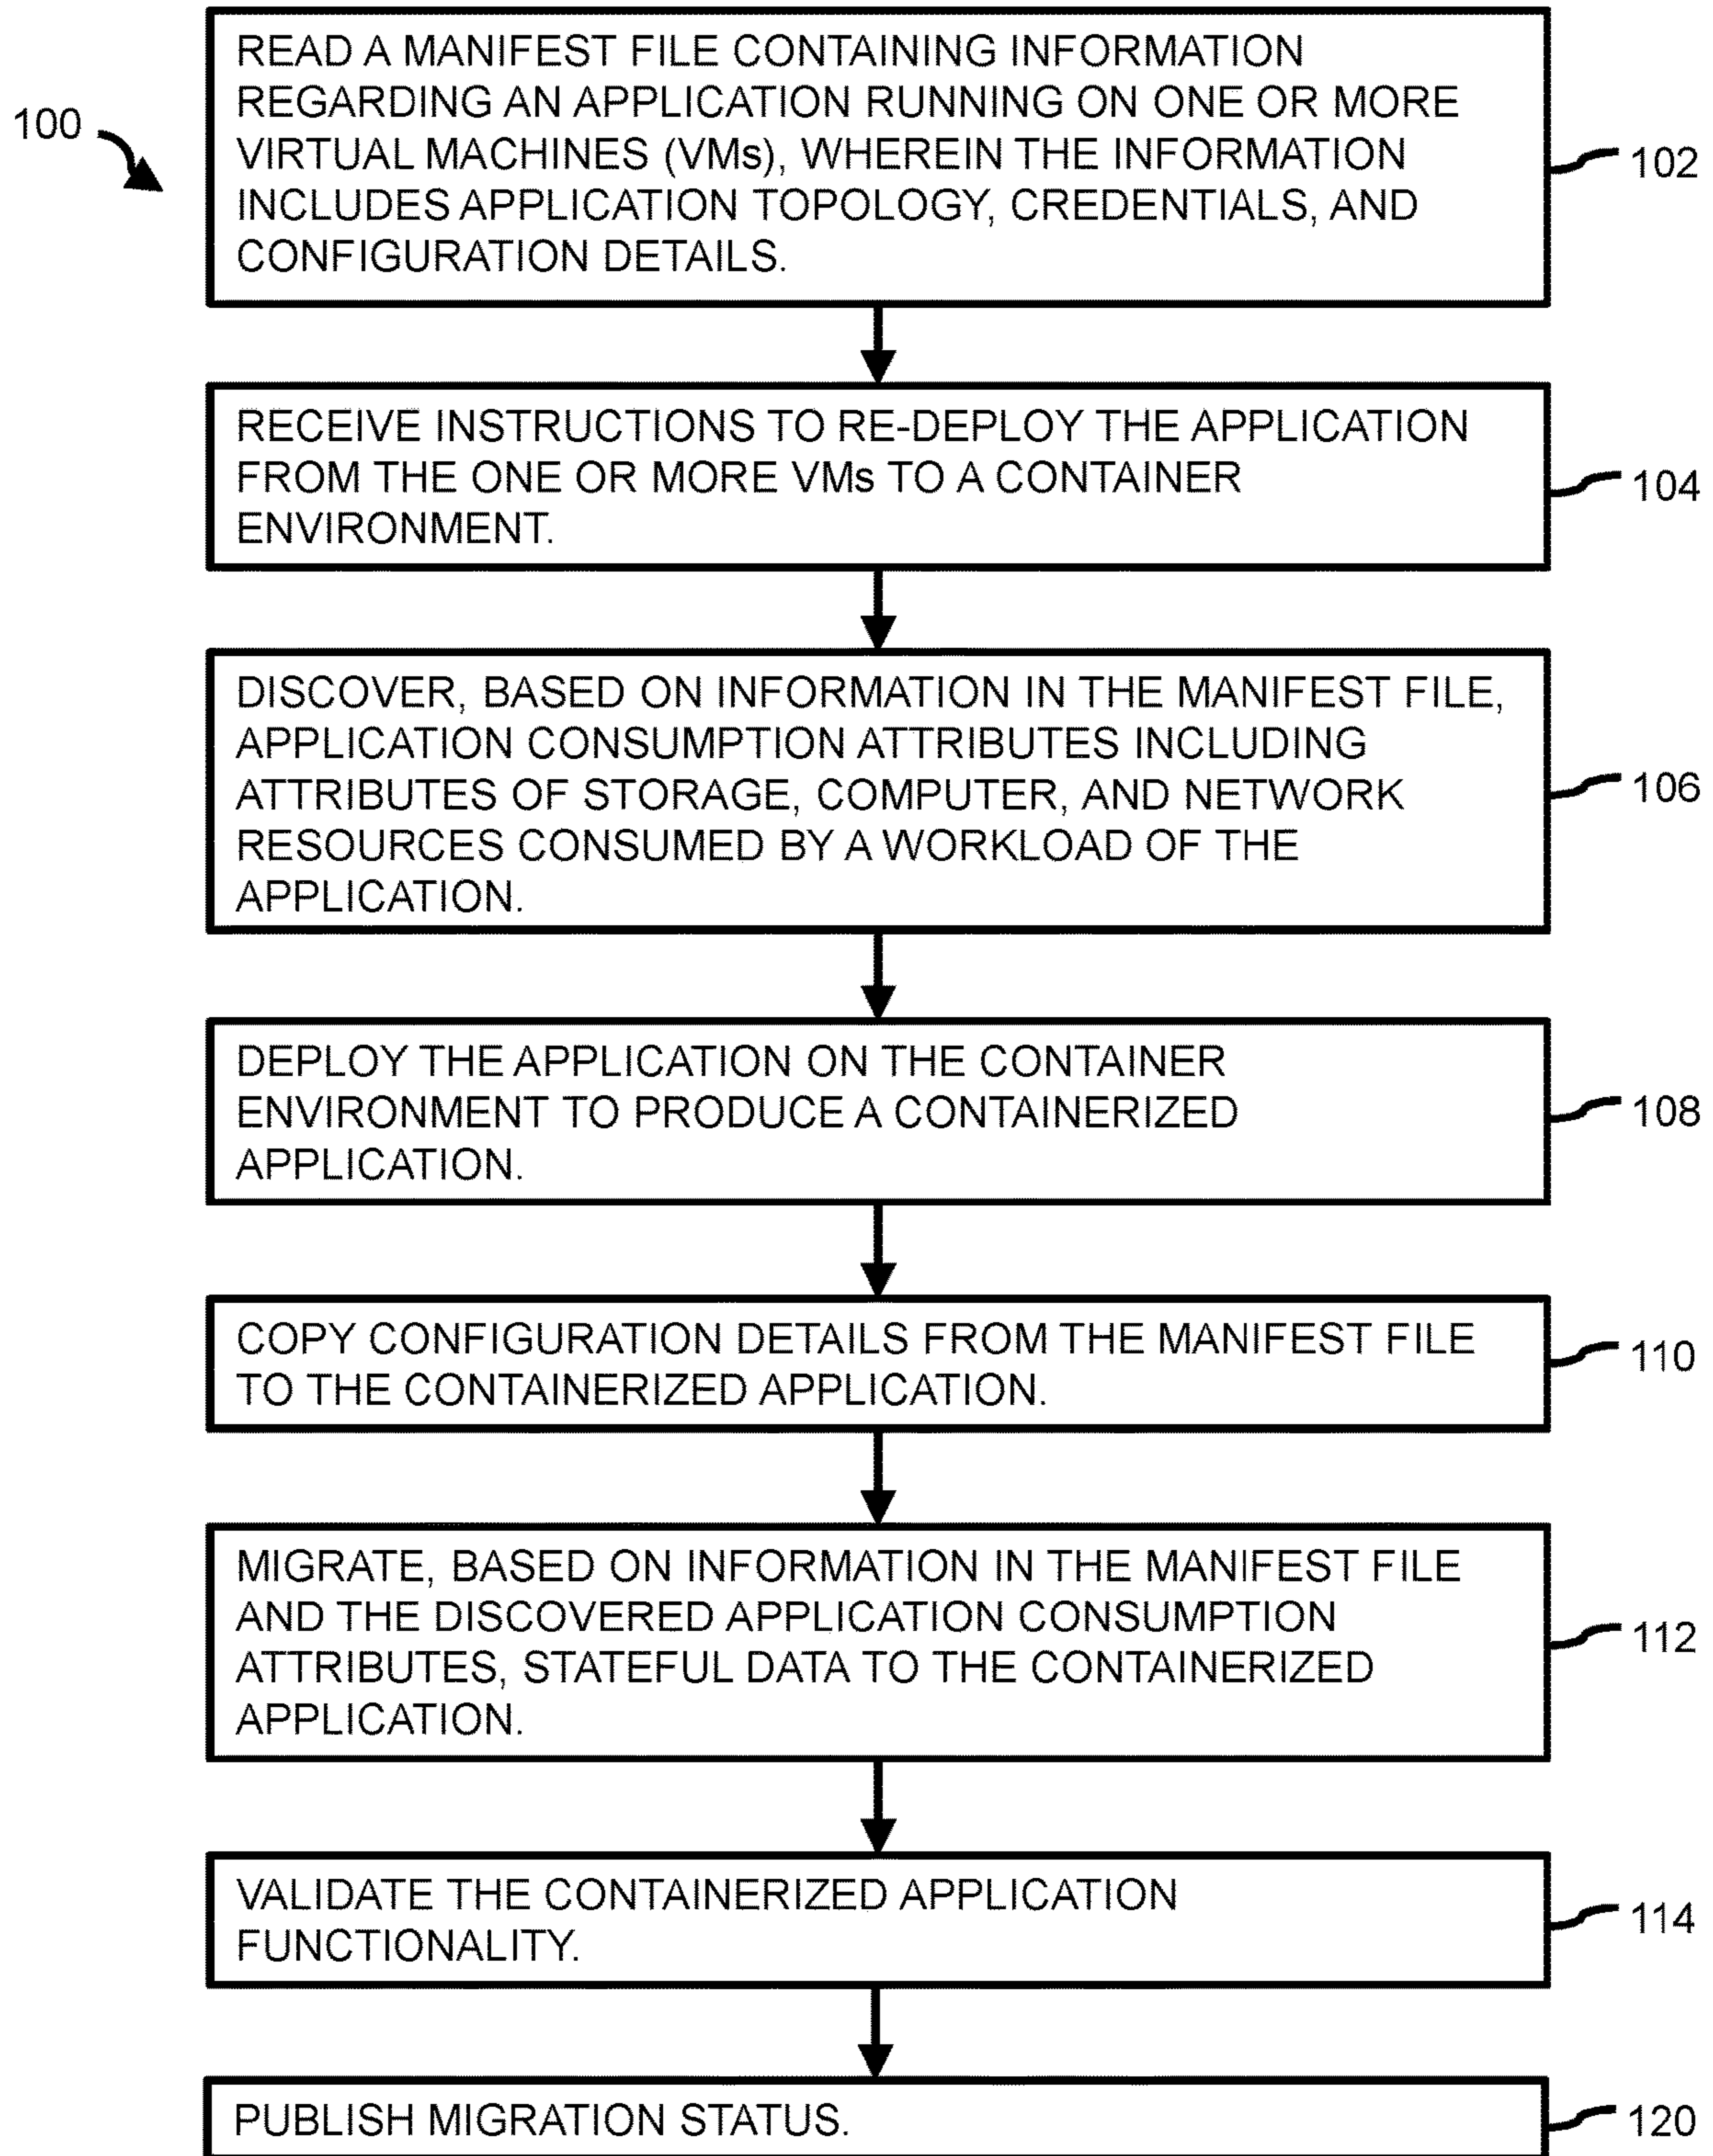 100
READ A MANIFEST FILE CONTAINING INFORMATION
REGARDING AN APPLICATION RUNNING ON ONE OR MORE
VIRTUAL MACHINES (VMs), WHEREIN THE INFORMATION
INCLUDES APPLICATION TOPOLOGY, CREDENTIALS, AND
CONFIGURATION DETAILS.
102
RECEIVE INSTRUCTIONS TO RE-DEPLOY THE APPLICATION
FROM THE ONE OR MORE VMs TO A CONTAINER
ENVIRONMENT.
104
DISCOVER, BASED ON INFORMATION IN THE MANIFEST FILE,
APPLICATION CONSUMPTION ATTRIBUTES INCLUDING
ATTRIBUTES OF STORAGE, COMPUTER, AND NETWORK
RESOURCES CONSUMED BY A WORKLOAD OF THE
APPLICATION.
106
DEPLOY THE APPLICATION ON THE CONTAINER
ENVIRONMENT TO PRODUCE A CONTAINERIZED
APPLICATION.
108
COPY CONFIGURATION DETAILS FROM THE MANIFEST FILE
TO THE CONTAINERIZED APPLICATION.
110
MIGRATE, BASED ON INFORMATION IN THE MANIFEST FILE
AND THE DISCOVERED APPLICATION CONSUMPTION
ATTRIBUTES, STATEFUL DATA TO THE CONTAINERIZED
APPLICATION.
112
VALIDATE THE CONTAINERIZED APPLICATION
FUNCTIONALITY.
114
PUBLISH MIGRATION STATUS.
120